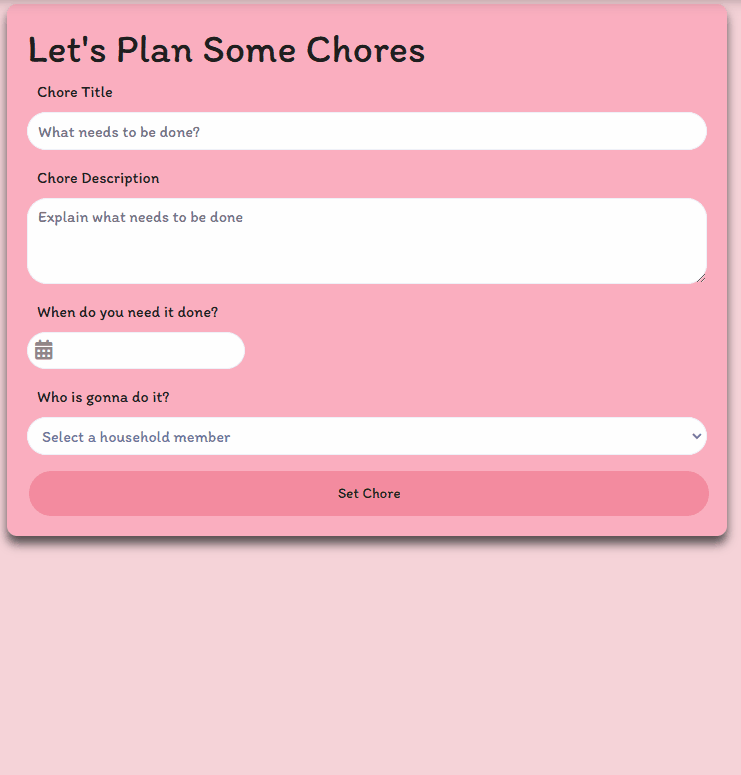 Let's Plan Some Chores
Chore Title
What needs to be done?
Chore Description
Explain what needs to be done
When do you need it done?
Who is gonna do it?
Select a household member
Set Chore